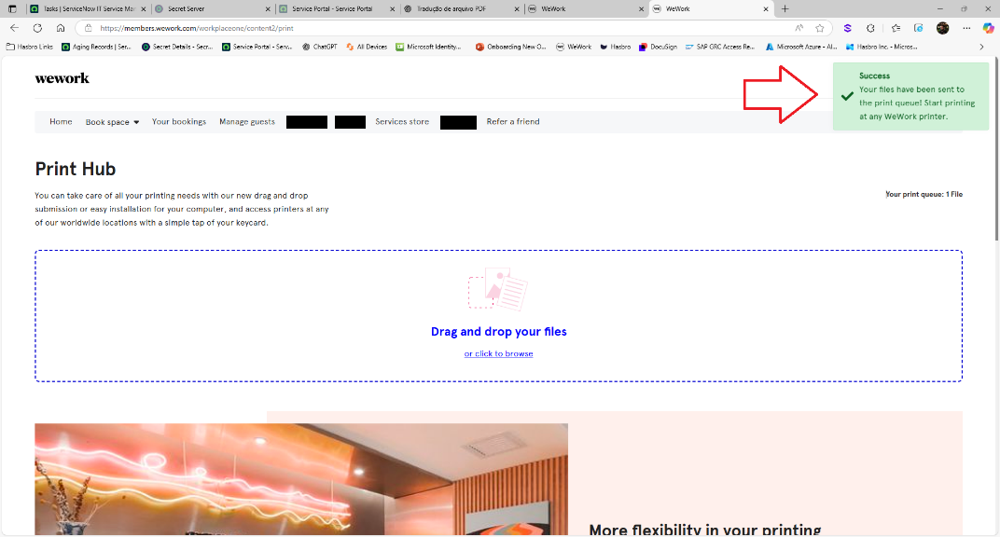 Tasks | ServiceNow IT Service Mar
Secret Server
Service Portal - Service Portal
Tradução de arquivo PDF
WeWork
WeWork
https://members.wework.com/workplaceone/content2/print
Hasbro Links
Aging Records | Ser...
Secret Details - Secr...
Service Portal - Serv...
ChatGPT
All Devices
Microsoft Identity...
Onboarding New O...
WeWork
Hasbro
DocuSign
SAP GRC Access Re...
Microsoft Azure - AI...
Hasbro Inc. - Micros...
wework
Success
Your files have been sent to
the print queue! Start printing
at any WeWork printer.
Home
Book space
Your bookings
Manage guests
Services store
Refer a friend
Print Hub
You can take care of all your printing needs with our new drag and drop
submission or easy installation for your computer, and access printers at any
of our worldwide locations with a simple tap of your keycard.
Your print queue: 1 File
Drag and drop your files
or click to browse
More flexibility in your printing